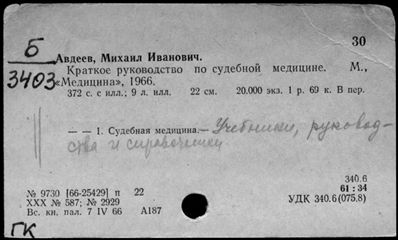 30
Б
3403
Авдеев, Михаил Иванович.
Краткое руководство по судебной медицине. М.,
«Медицина», 1966.
372 с. с илл.; 9 л. илл. 22 см. 20.000 экз. 1 р. 69 к. В пер.
— — 1. Судебная медицина.— Учебники, руковод-
ства и справочники
340.6
№ 9730 [66-25429] п 22 61 : 34
XXX № 587; № 2929 УДК 340.6(075.8)
Вс. кн. пал. 7 IV 66 А187
ГК